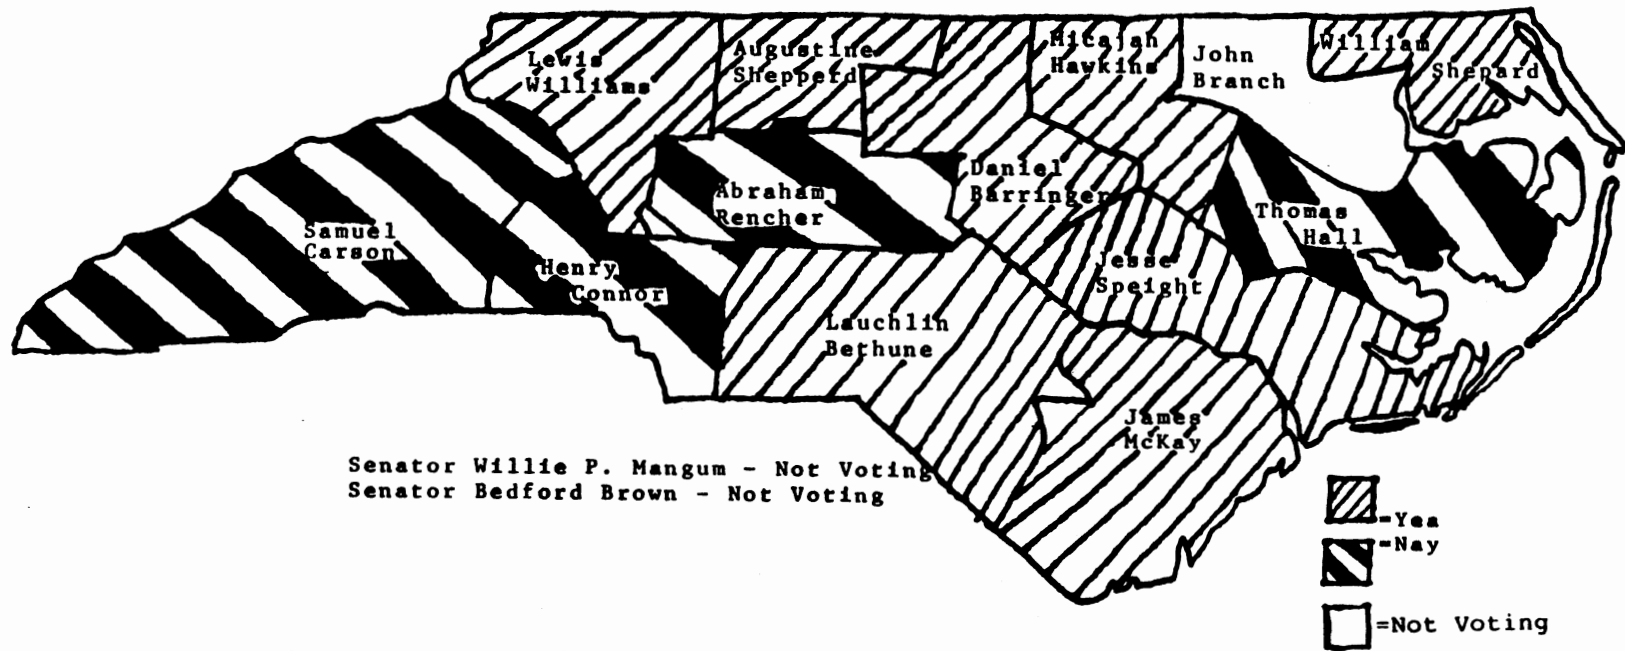 Lewis
Williams
Augustine
Shepperd
Micajah
Hawkins
John
Branch
William
Shepard
Samuel
Carson
Henry
Connor
Abraham
Rencher
Daniel
Barringer
Thomas
Hall
Jesse
Speight
Lauchlin
Bethune
James
McKay
Senator Willie P. Mangum - Not Voting
Senator Bedford Brown - Not Voting
=Yea
=Nay
=Not Voting